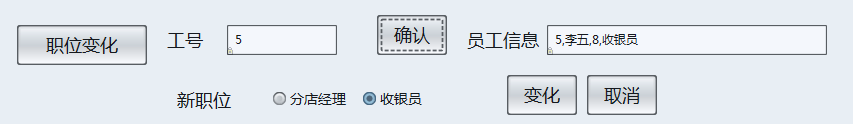 职位变化 工号 5 确认 员工信息 5,李五,8,收银员
新职位 分店经理 收银员 变化 取消